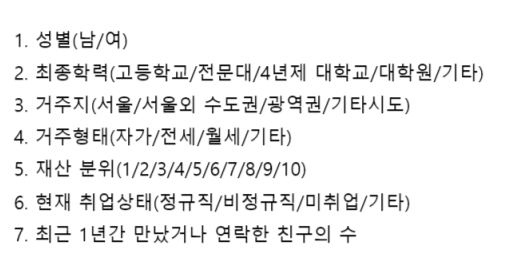 1. 성별(남/여)
2. 최종학력(고등학교/전문대/4년제 대학교/대학원/기타)
3. 거주지(서울/서울외 수도권/광역권/기타시도)
4. 거주형태(자가/전세/월세/기타)
5. 재산 분위(1/2/3/4/5/6/7/8/9/10)
6. 현재 취업상태(정규직/비정규직/미취업/기타)
7. 최근 1년간 만났거나 연락한 친구의 수